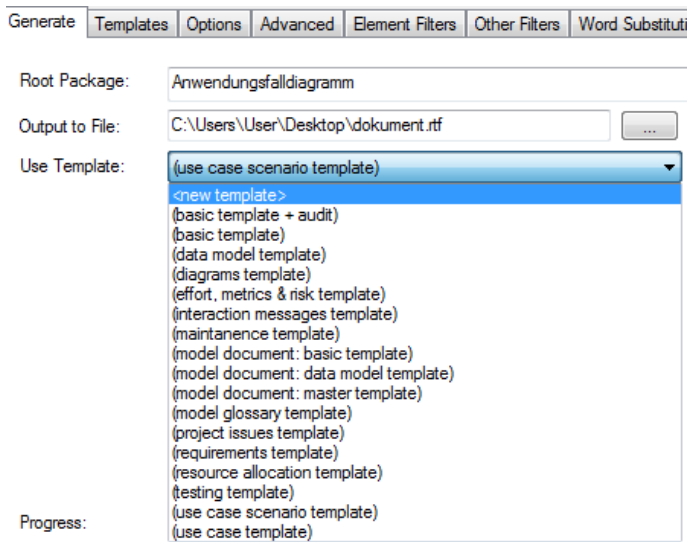 Generate Templates Options Advanced Element Filters Other Filters Word Substituti
Root Package: Anwendungsfalldiagramm
Output to File: C:\Users\User\Desktop\dokument.rtf ...
Use Template: (use case scenario template)
<new template>
(basic template + audit)
(basic template)
(data model template)
(diagrams template)
(effort, metrics & risk template)
(interaction messages template)
(maintanence template)
(model document: basic template)
(model document: data model template)
(model document: master template)
(model glossary template)
(project issues template)
(requirements template)
(resource allocation template)
(testing template)
(use case scenario template)
Progress: (use case template)